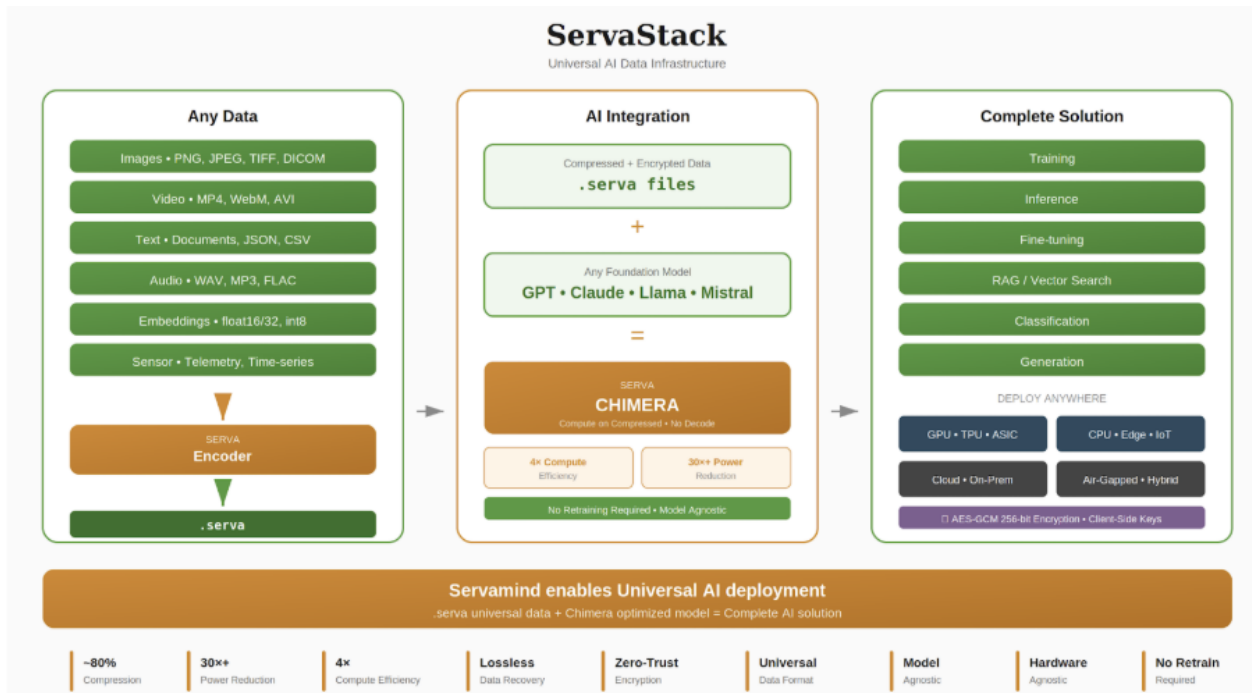 ServaStack
Universal AI Data Infrastructure
Any Data
Images • PNG, JPEG, TIFF, DICOM
Video • MP4, WebM, AVI
Text • Documents, JSON, CSV
Audio • WAV, MP3, FLAC
Embeddings • float16/32, int8
Sensor • Telemetry, Time-series
SERVA
Encoder
.serva
AI Integration
Compressed + Encrypted Data
.serva files
+
Any Foundation Model
GPT • Claude • Llama • Mistral
=
SERVA
CHIMERA
Compute on Compressed • No Decode
4× Compute
Efficiency
30×+ Power
Reduction
No Retraining Required • Model Agnostic
Complete Solution
Training
Inference
Fine-tuning
RAG / Vector Search
Classification
Generation
DEPLOY ANYWHERE
GPU • TPU • ASIC
CPU • Edge • IoT
Cloud • On-Prem
Air-Gapped • Hybrid
AES-GCM 256-bit Encryption • Client-Side Keys
Servamind enables Universal AI deployment
.serva universal data + Chimera optimized model = Complete AI solution
~80%
Compression
30×+
Power Reduction
4×
Compute Efficiency
Lossless
Data Recovery
Zero-Trust
Encryption
Universal
Data Format
Model
Agnostic
Hardware
Agnostic
No Retrain
Required